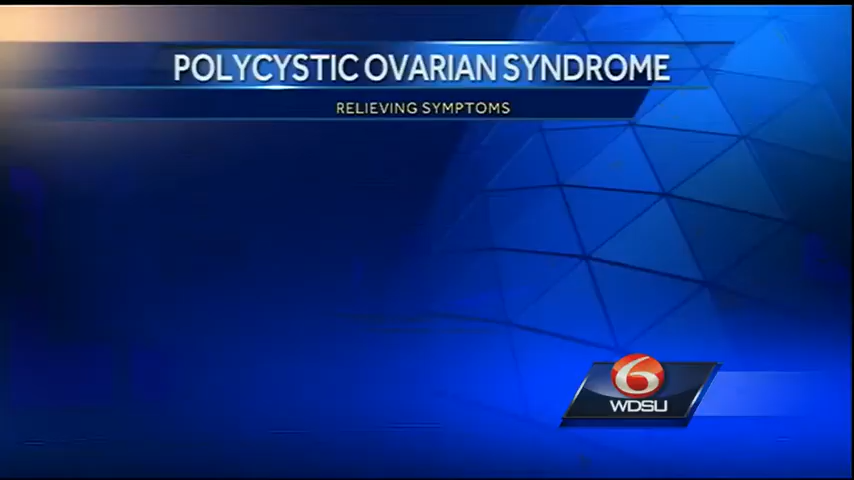 POLYCYSTIC OVARIAN SYNDROME
RELIEVING SYMPTOMS
6
WDSU